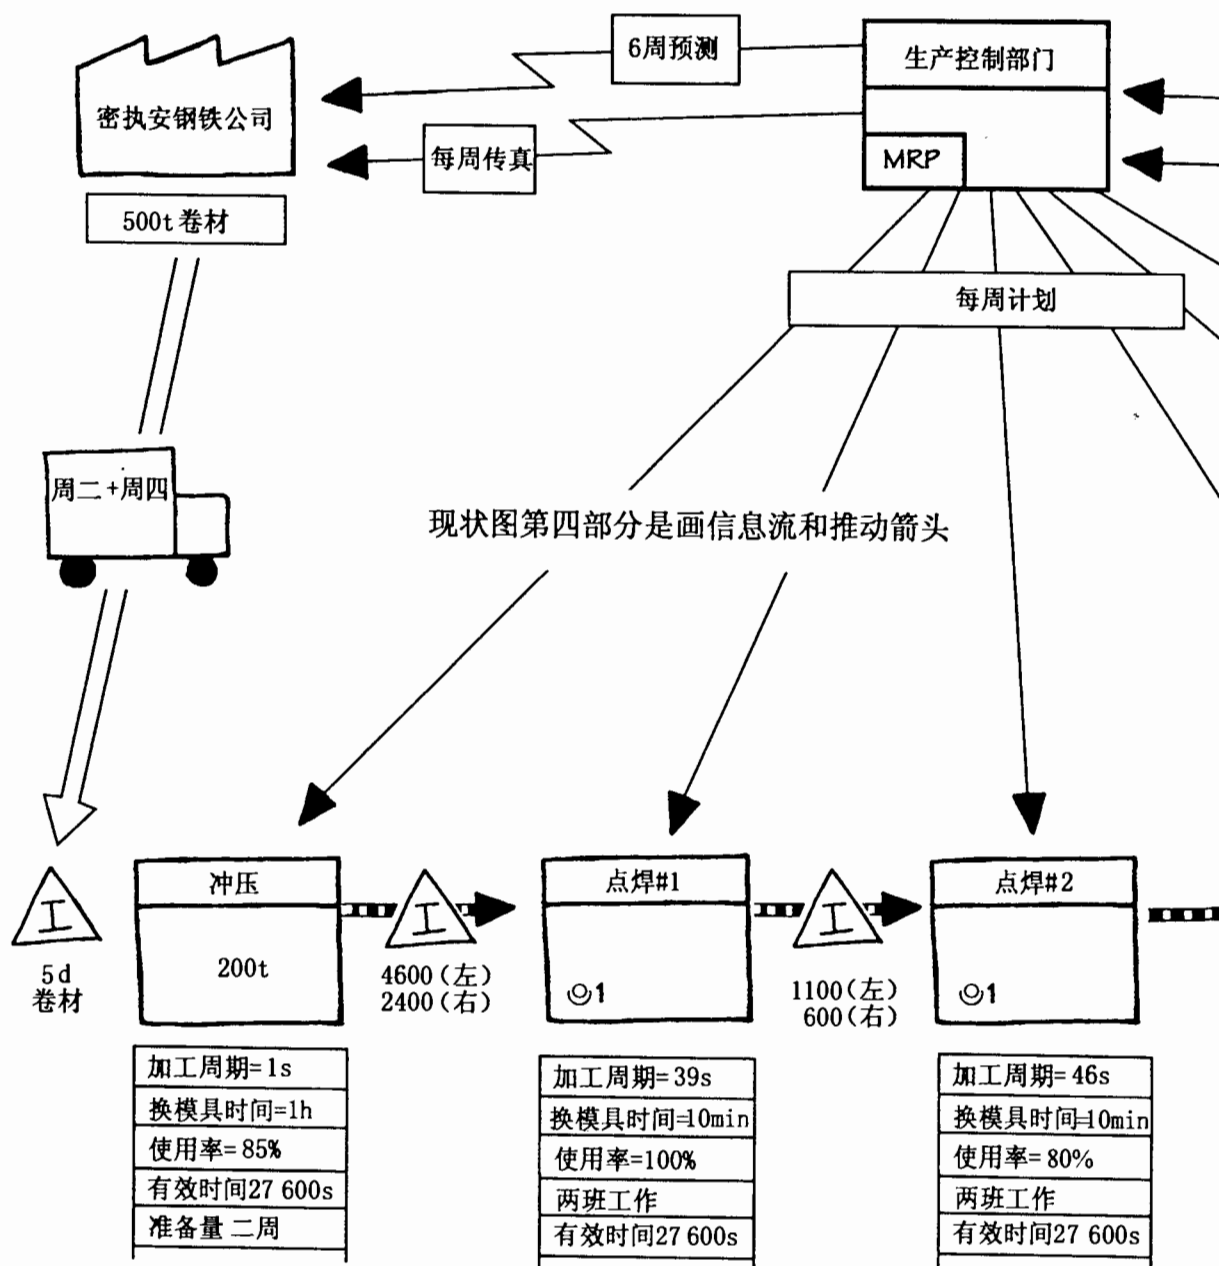 6周预测
生产控制部门
密执安钢铁公司
每周传真
MRP
500t卷材
每周计划
周二+周四
现状图第四部分是画信息流和推动箭头
冲压
200t
点焊#1
1
点焊#2
1
工
5d
卷材
工
4600(左)
2400(右)
工
1100(左)
600(右)
加工周期=1s
换模具时间=1h
使用率=85%
有效时间27 600s
准备量 二周
加工周期=39s
换模具时间=10min
使用率=100%
两班工作
有效时间27 600s
加工周期=46s
换模具时间=10min
使用率=80%
两班工作
有效时间27 600s